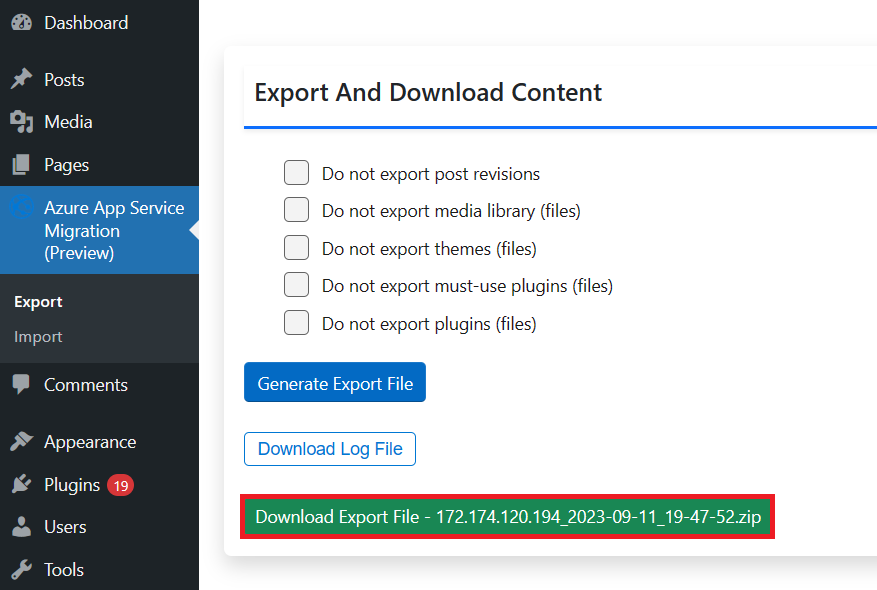 Dashboard
Posts
Media
Pages
Azure App Service
Migration
(Preview)
Export
Import
Comments
Appearance
Plugins 19
Users
Tools
Export And Download Content
Do not export post revisions
Do not export media library (files)
Do not export themes (files)
Do not export must-use plugins (files)
Do not export plugins (files)
Generate Export File
Download Log File
Download Export File - 172.174.120.194_2023-09-11_19-47-52.zip